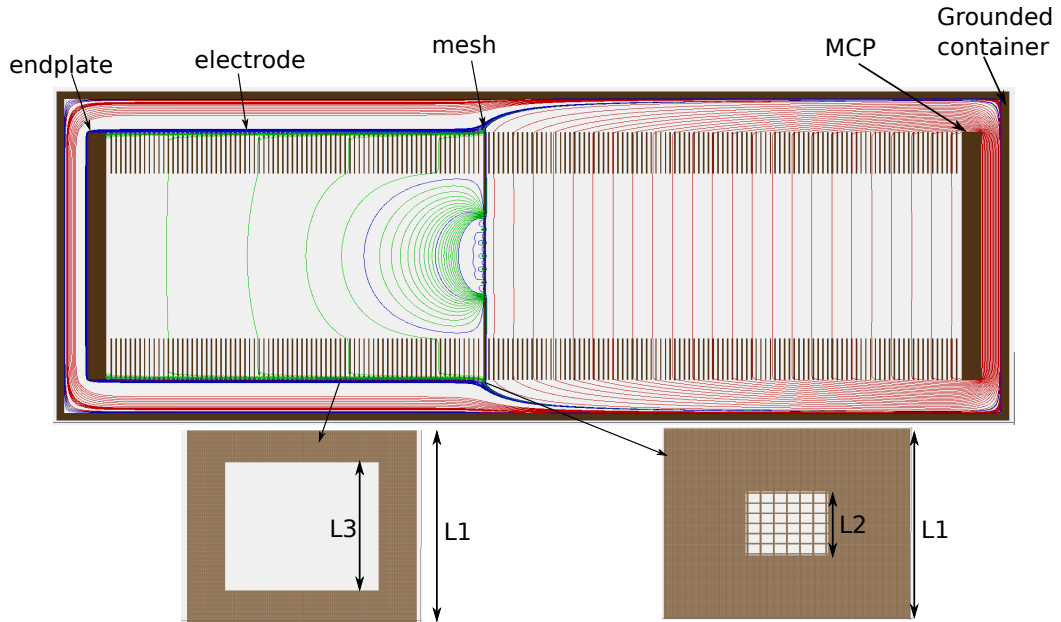 Grounded
container
MCP
mesh
electrode
endplate
L3
L1
L2
L1